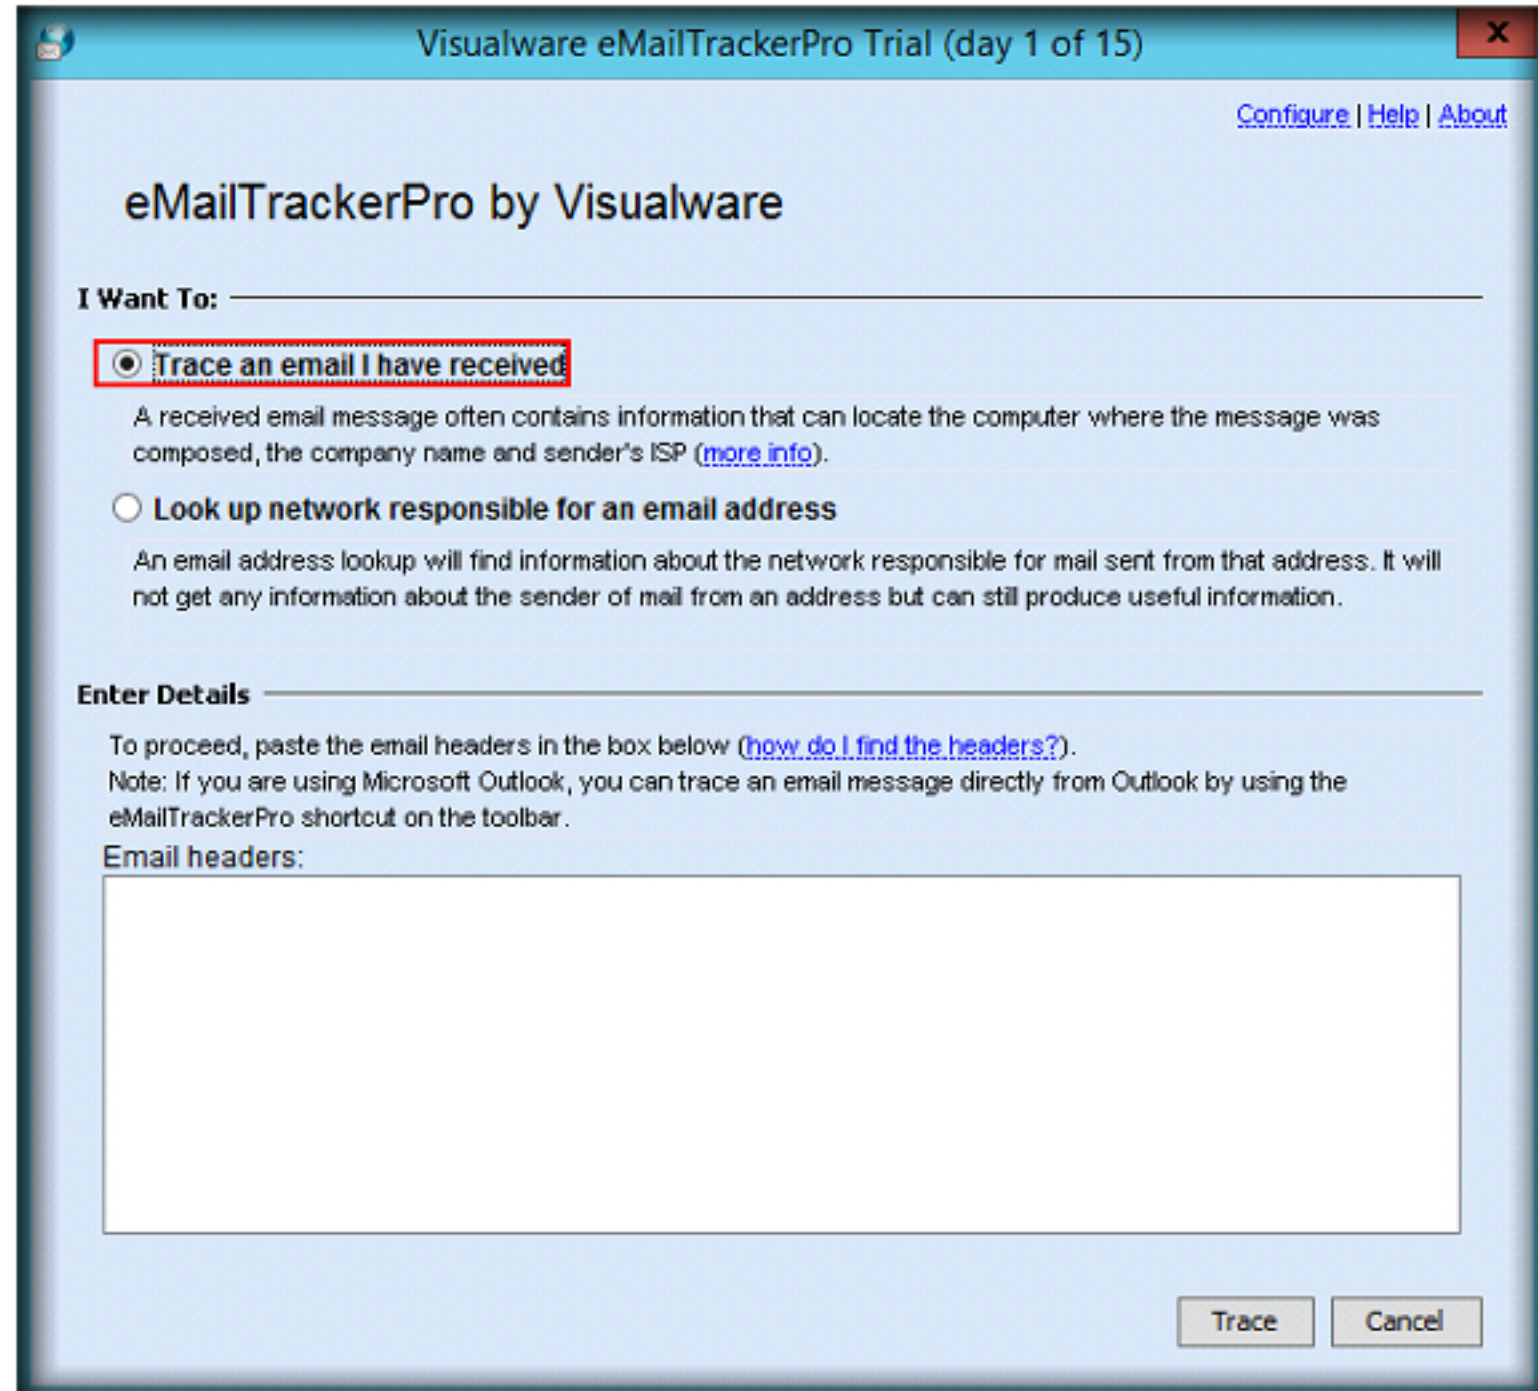 Visualware eMailTrackerPro Trial (day 1 of 15)
x
Configure | Help | About
eMailTrackerPro by Visualware
I Want To:
Trace an email I have received
A received email message often contains information that can locate the computer where the message was
composed, the company name and sender's ISP (more info).
Look up network responsible for an email address
An email address lookup will find information about the network responsible for mail sent from that address. It will
not get any information about the sender of mail from an address but can still produce useful information.
Enter Details
To proceed, paste the email headers in the box below (how do I find the headers?).
Note: If you are using Microsoft Outlook, you can trace an email message directly from Outlook by using the
eMailTrackerPro shortcut on the toolbar.
Email headers:
Trace Cancel